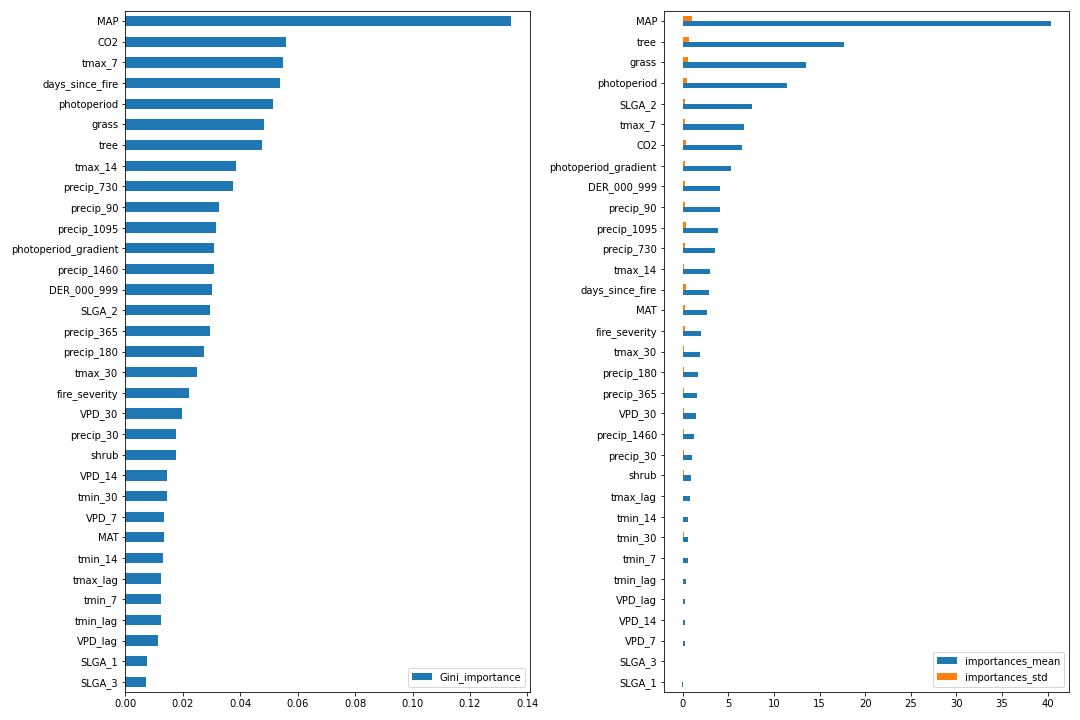 MAP
CO2
tmax_7
days_since_fire
photoperiod
grass
tree
tmax_14
precip_730
precip_90
precip_1095
photoperiod_gradient
precip_1460
DER_000_999
SLGA_2
precip_365
precip_180
tmax_30
fire_severity
VPD_30
precip_30
shrub
VPD_14
tmin_30
VPD_7
MAT
tmin_14
tmax_lag
tmin_7
tmin_lag
VPD_lag
SLGA_1
SLGA_3
Gini_importance
0.00 0.02 0.04 0.06 0.08 0.10 0.12 0.14
MAP
tree
grass
photoperiod
SLGA_2
tmax_7
CO2
photoperiod_gradient
DER_000_999
precip_90
precip_1095
precip_730
tmax_14
days_since_fire
MAT
fire_severity
tmax_30
precip_180
precip_365
VPD_30
precip_1460
precip_30
shrub
tmax_lag
tmin_14
tmin_30
tmin_7
tmin_lag
VPD_lag
VPD_14
VPD_7
SLGA_3
SLGA_1
importances_mean
importances_std
0 5 10 15 20 25 30 35 40